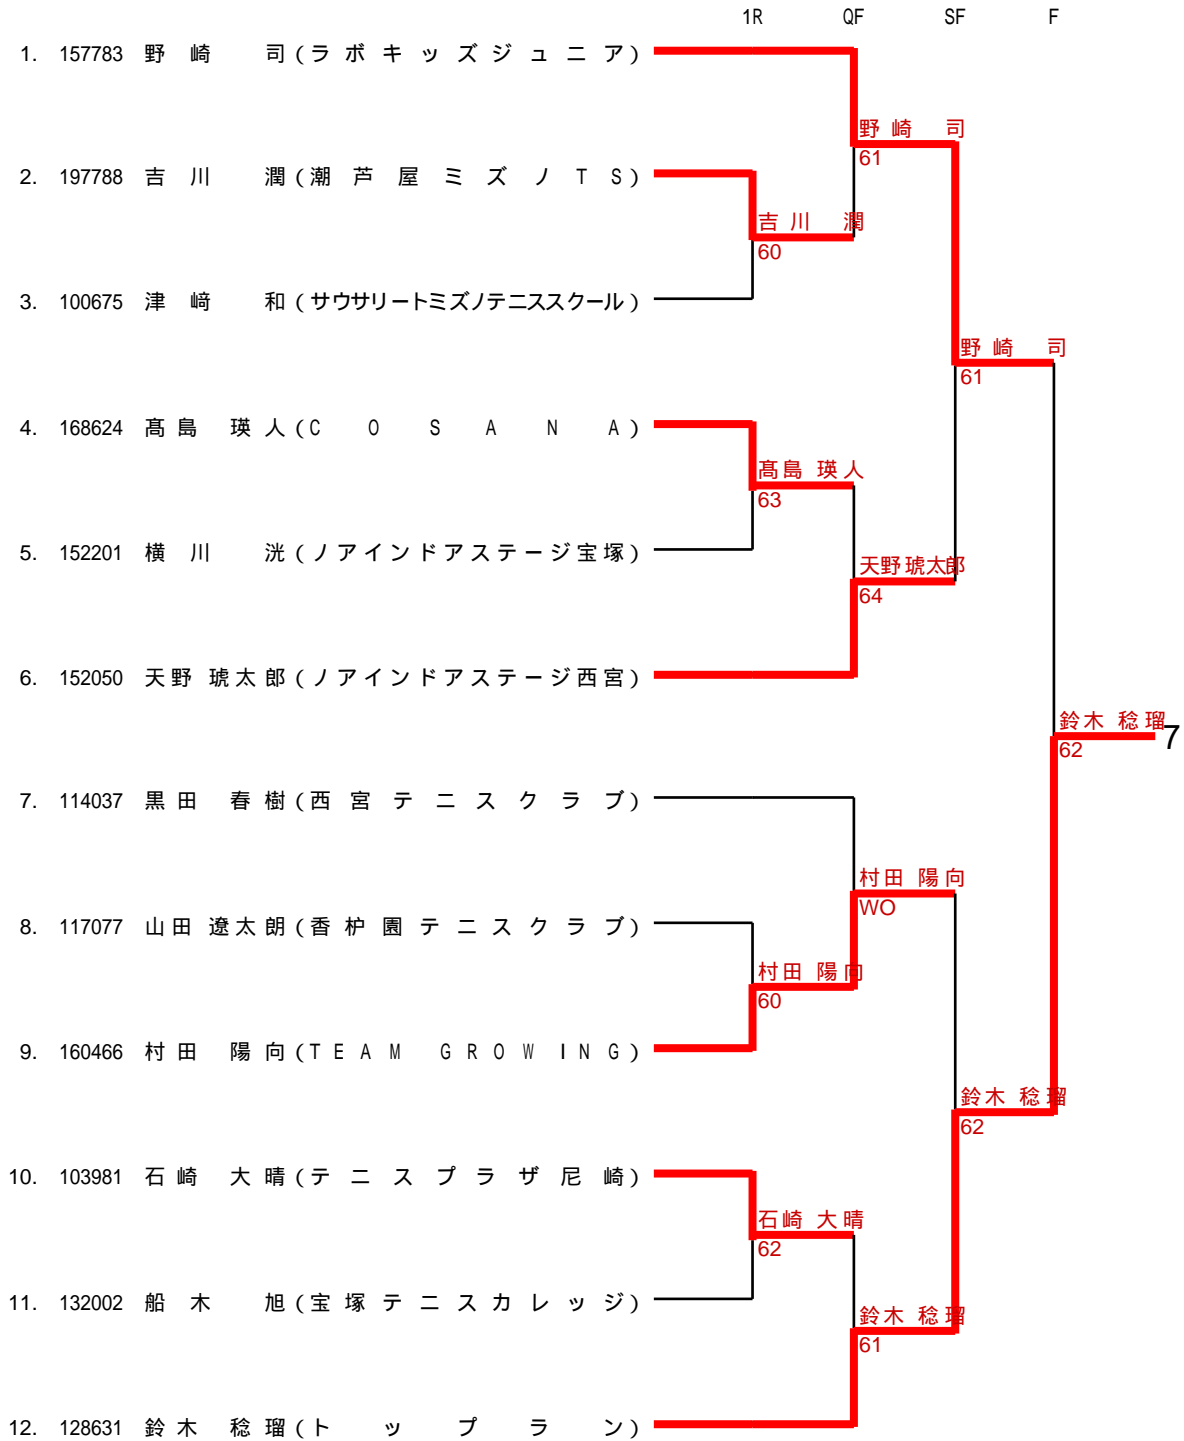 1R QF SF F
1. 157783 野崎 司(ラボキッズジュニア)
野崎 司
61
2. 197788 吉川 潤(潮芦屋ミズノTS)
吉川 潤
60
3. 100675 津﨑 和(サウサリートミズノテニススクール)
野崎 司
61
4. 168624 髙島 瑛人(COSANA)
髙島 瑛人
63
5. 152201 横川 洸(ノアインドアステージ宝塚)
天野 琥太郎
64
6. 152050 天野 琥太郎(ノアインドアステージ西宮)
鈴木 稔瑠
62
7
7. 114037 黒田 春樹(西宮テニスクラブ)
村田 陽向
WO
8. 117077 山田 遼太朗(香枦園テニスクラブ)
村田 陽向
60
9. 160466 村田 陽向(TEAM GROWING)
鈴木 稔瑠
62
10. 103981 石崎 大晴(テニスプラザ尼崎)
石崎 大晴
62
11. 132002 船木 旭(宝塚テニスカレッジ)
鈴木 稔瑠
61
12. 128631 鈴木 稔瑠(トップラン)